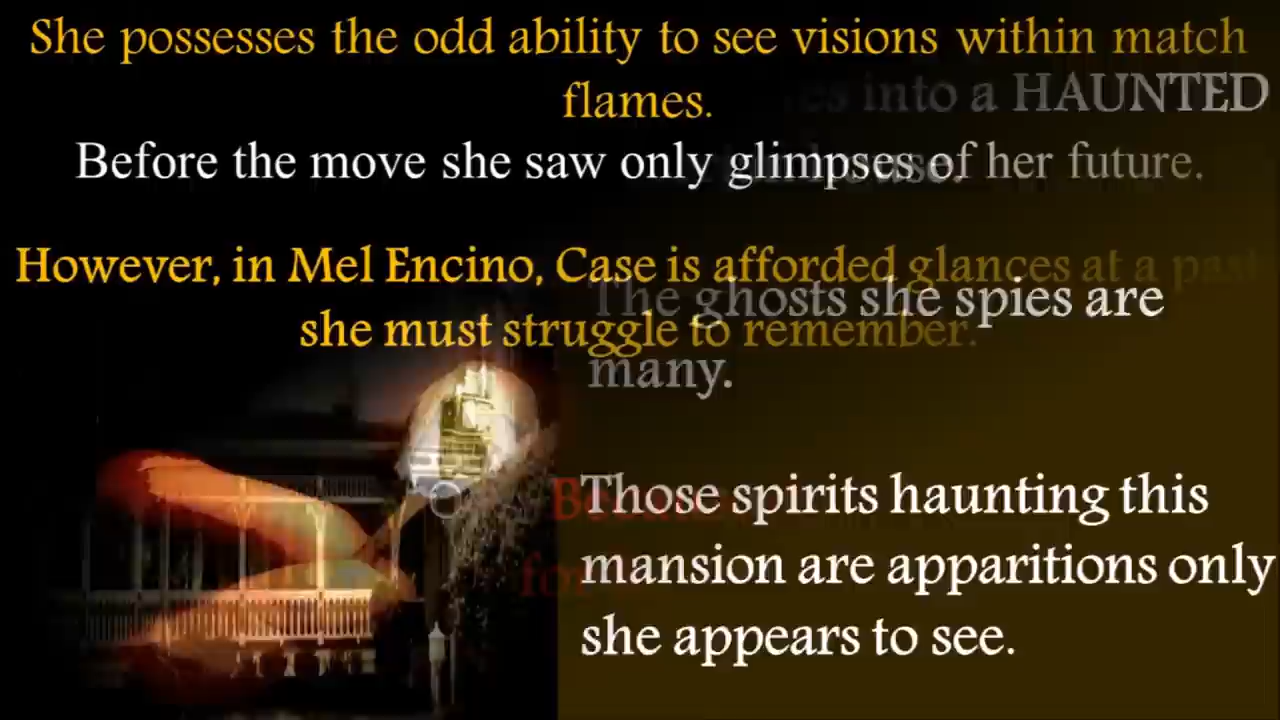 She possesses the odd ability to see visions within match
flames.
into a HAUNTED
Before the move she saw only glimpses of her future.
However, in Mel Encino, Case is afforded glances at a past
The ghosts she spies are
she must struggle to remember.
many.
Those spirits haunting this
mansion are apparitions only
she appears to see.